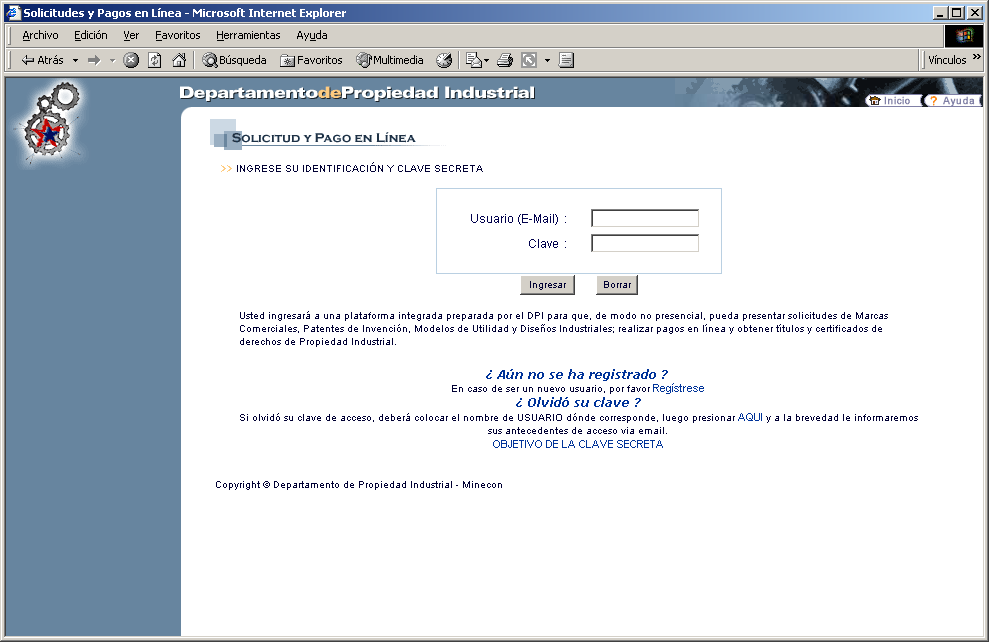 Solicitudes y Pagos en Línea - Microsoft Internet Explorer
Archivo Edición Ver Favoritos Herramientas Ayuda
Atrás Búsqueda Favoritos Multimedia Vínculos »
DepartamentodePropiedad Industrial
Inicio ? Ayuda
SOLICITUD Y PAGO EN LÍNEA
>> INGRESE SU IDENTIFICACIÓN Y CLAVE SECRETA
Usuario (E-Mail) :
Clave :
Ingresar Borrar
Usted ingresará a una plataforma integrada preparada por el DPI para que, de modo no presencial, pueda presentar solicitudes de Marcas
Comerciales, Patentes de Invención, Modelos de Utilidad y Diseños Industriales; realizar pagos en línea y obtener títulos y certificados de
derechos de Propiedad Industrial.
¿ Aún no se ha registrado ?
En caso de ser un nuevo usuario, por favor Regístrese
¿ Olvidó su clave ?
Si olvidó su clave de acceso, deberá colocar el nombre de USUARIO dónde corresponde, luego presionar AQUI y a la brevedad le informaremos
sus antecedentes de acceso via email.
OBJETIVO DE LA CLAVE SECRETA
Copyright © Departamento de Propiedad Industrial - Minecon